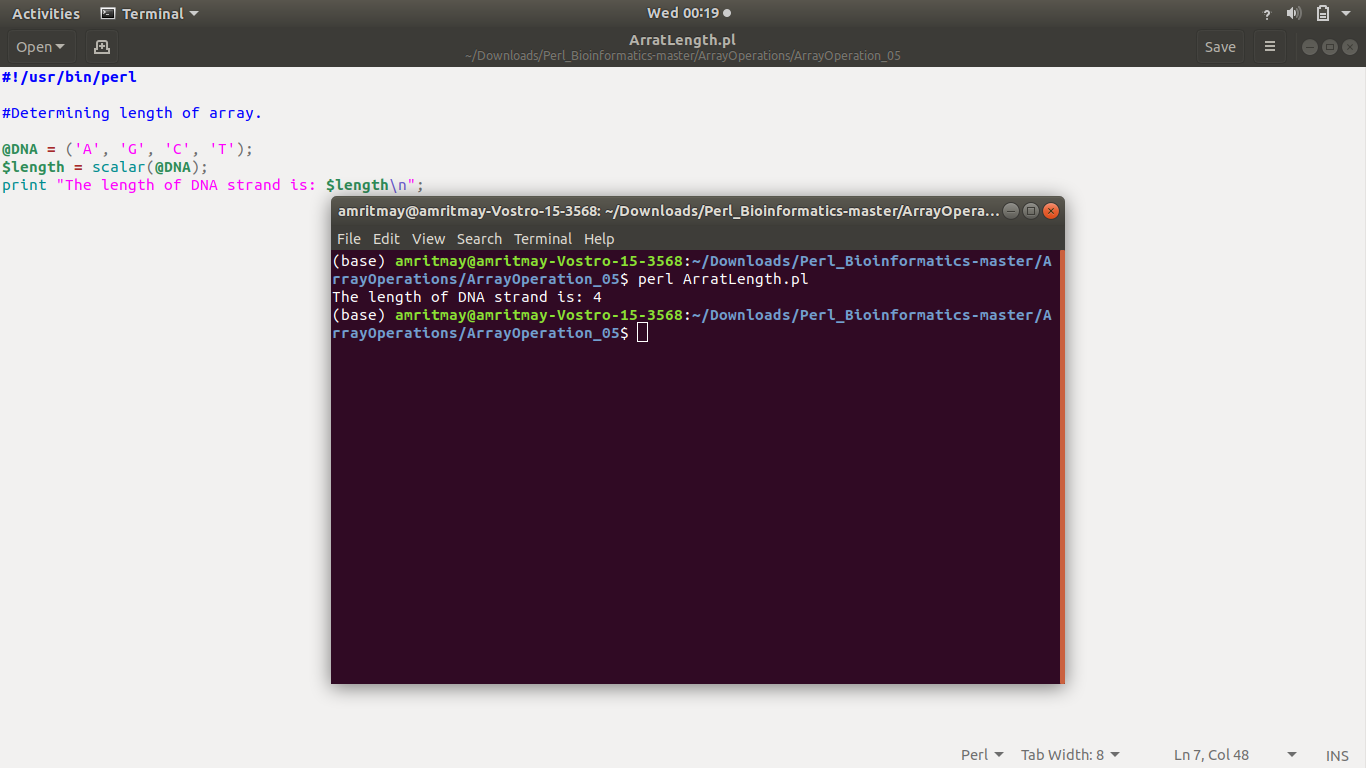 Activities Terminal Wed 00:19 ?
Open ArratLength.pl Save
~/Downloads/Perl_Bioinformatics-master/ArrayOperations/ArrayOperation_05
#!/usr/bin/perl
#Determining length of array.
@DNA = ('A', 'G', 'C', 'T');
$length = scalar(@DNA);
print "The length of DNA strand is: $length\n";
amritmay@amritmay-Vostro-15-3568: ~/Downloads/Perl_Bioinformatics-master/ArrayOpera...
File Edit View Search Terminal Help
(base) amritmay@amritmay-Vostro-15-3568:~/Downloads/Perl_Bioinformatics-master/A
rrayOperations/ArrayOperation_05$ perl ArratLength.pl
The length of DNA strand is: 4
(base) amritmay@amritmay-Vostro-15-3568:~/Downloads/Perl_Bioinformatics-master/A
rrayOperations/ArrayOperation_05$
Perl Tab Width: 8 Ln 7, Col 48 INS